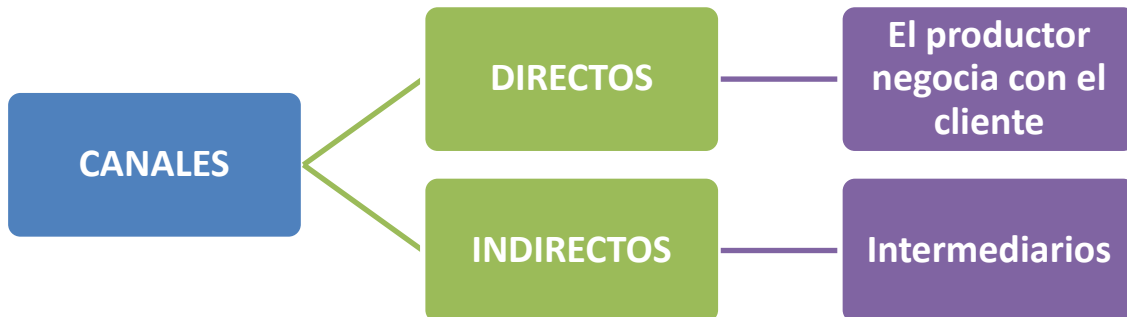 CANALES
DIRECTOS
El productor
negocia con el
cliente
INDIRECTOS
Intermediarios